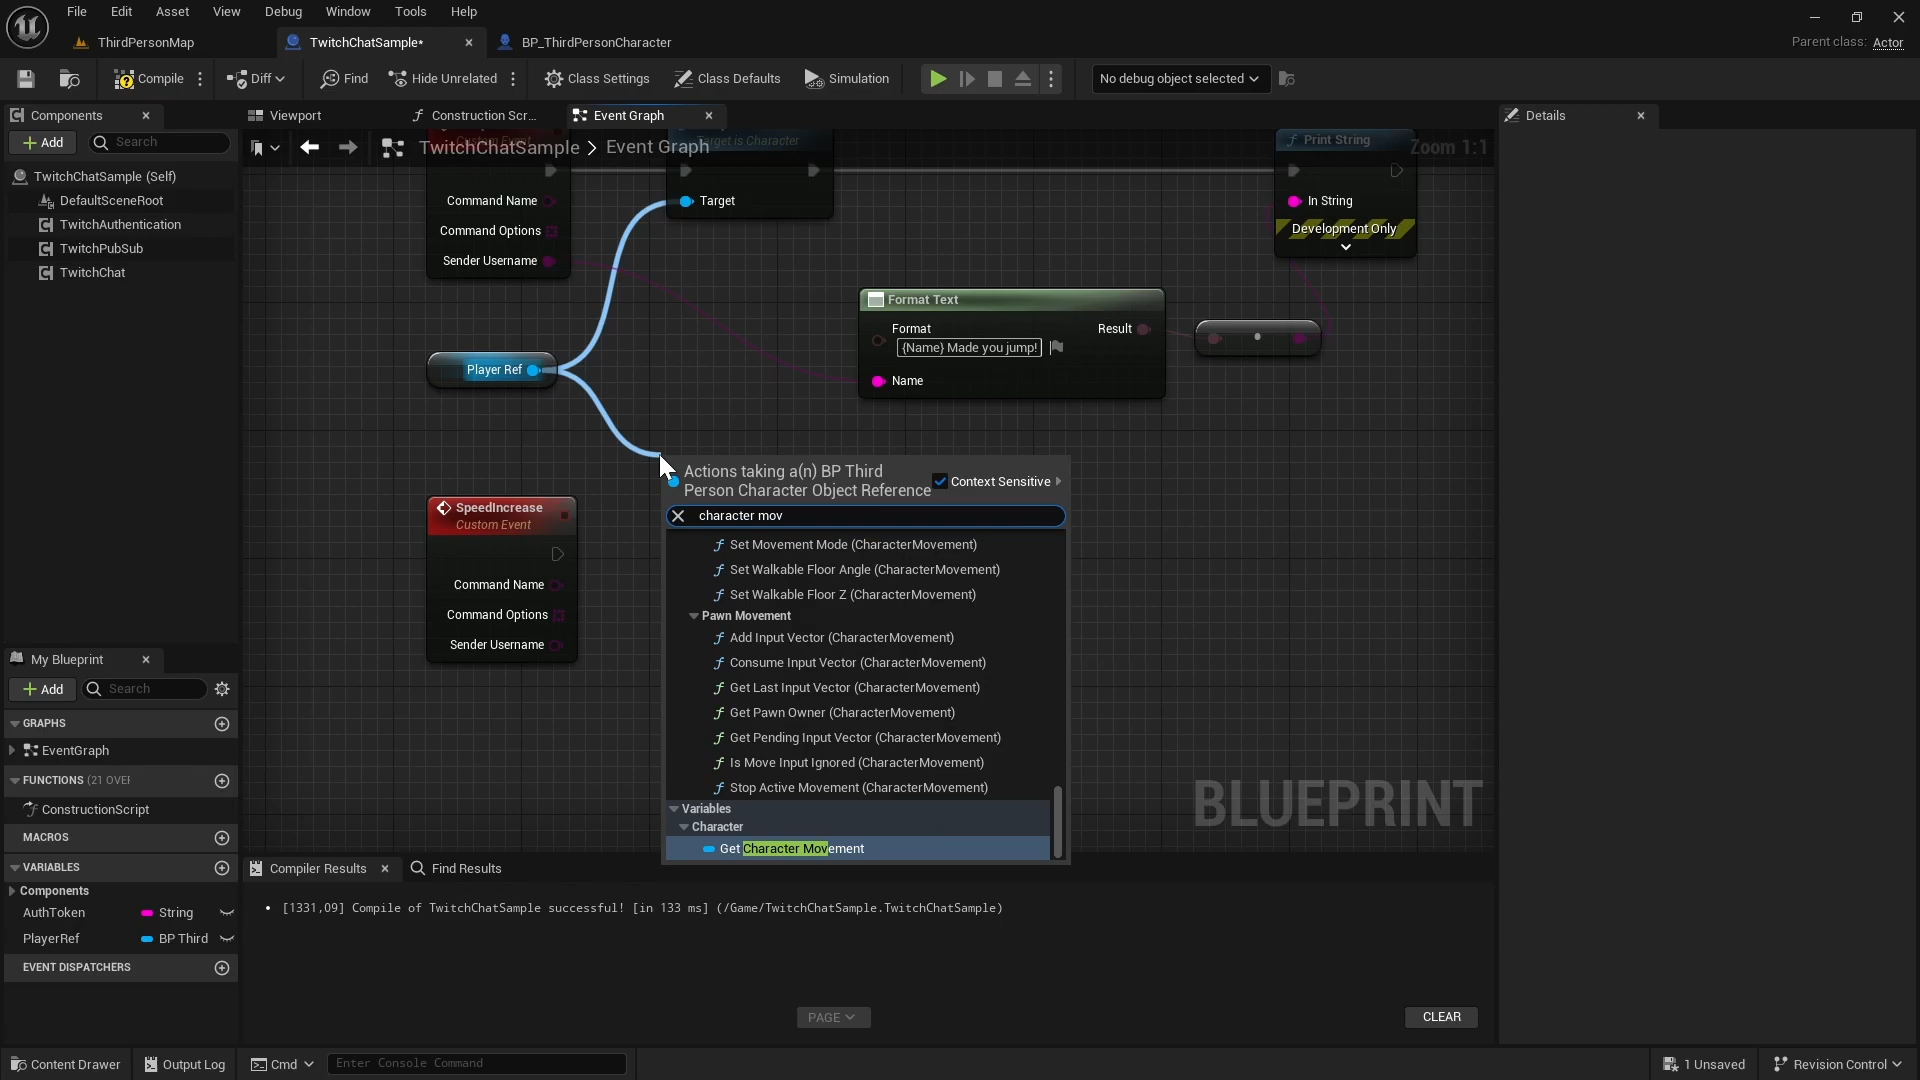 File Edit Asset View Debug Window Tools Help
ThirdPersonMap
TwitchChatSample*
BP_ThirdPersonCharacter
Parent class: Actor
Compile
Diff
Find
Hide Unrelated
Class Settings
Class Defaults
Simulation
No debug object selected
Components
Viewport
Construction Scr...
Event Graph
Details
Add
Search
TwitchChatSample > Event Graph
Zoom 1:1
TwitchChatSample (Self)
DefaultSceneRoot
TwitchAuthentication
TwitchPubSub
TwitchChat
Custom Event
Command Name
Command Options
Sender Username
Target is Character
Target
Print String
In String
Development Only
Format Text
Format
{Name} Made you jump!
Result
Name
Player Ref
SpeedIncrease
Custom Event
Command Name
Command Options
Sender Username
Actions taking a(n) BP Third
Person Character Object Reference
Context Sensitive
character mov
Set Movement Mode (CharacterMovement)
Set Walkable Floor Angle (CharacterMovement)
Set Walkable Floor Z (CharacterMovement)
Pawn Movement
Add Input Vector (CharacterMovement)
Consume Input Vector (CharacterMovement)
Get Last Input Vector (CharacterMovement)
Get Pawn Owner (CharacterMovement)
Get Pending Input Vector (CharacterMovement)
Is Move Input Ignored (CharacterMovement)
Stop Active Movement (CharacterMovement)
Variables
Character
Get Character Movement
BLUEPRINT
My Blueprint
Add
Search
GRAPHS
EventGraph
FUNCTIONS (21 OVEI
ConstructionScript
MACROS
VARIABLES
Components
AuthToken String
PlayerRef BP Third
EVENT DISPATCHERS
Compiler Results
Find Results
[1331,09] Compile of TwitchChatSample successful! [in 133 ms] (/Game/TwitchChatSample.TwitchChatSample)
PAGE
CLEAR
Content Drawer
Output Log
Cmd
Enter Console Command
1 Unsaved
Revision Control